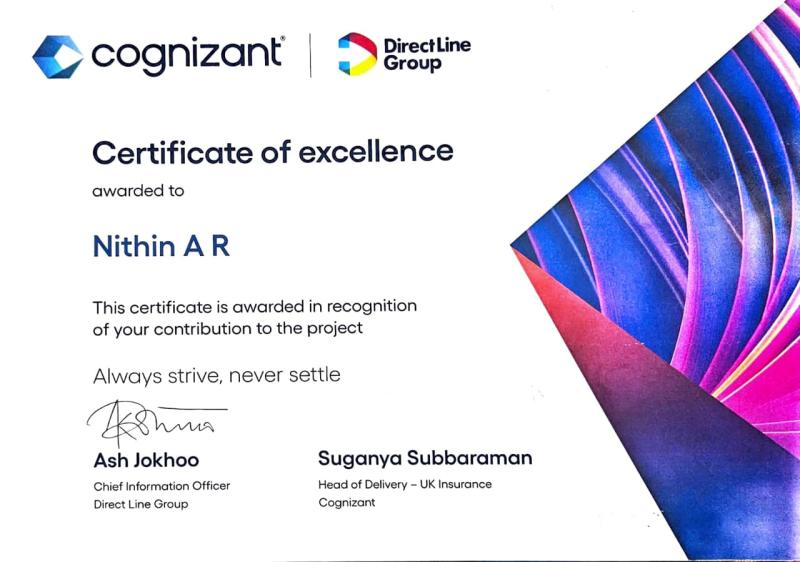 cognizant®
DirectLine
Group
Certificate of excellence
awarded to
Nithin A R
This certificate is awarded in recognition
of your contribution to the project
Always strive, never settle
Ash Jokhoo
Chief Information Officer
Direct Line Group
Suganya Subbaraman
Head of Delivery – UK Insurance
Cognizant